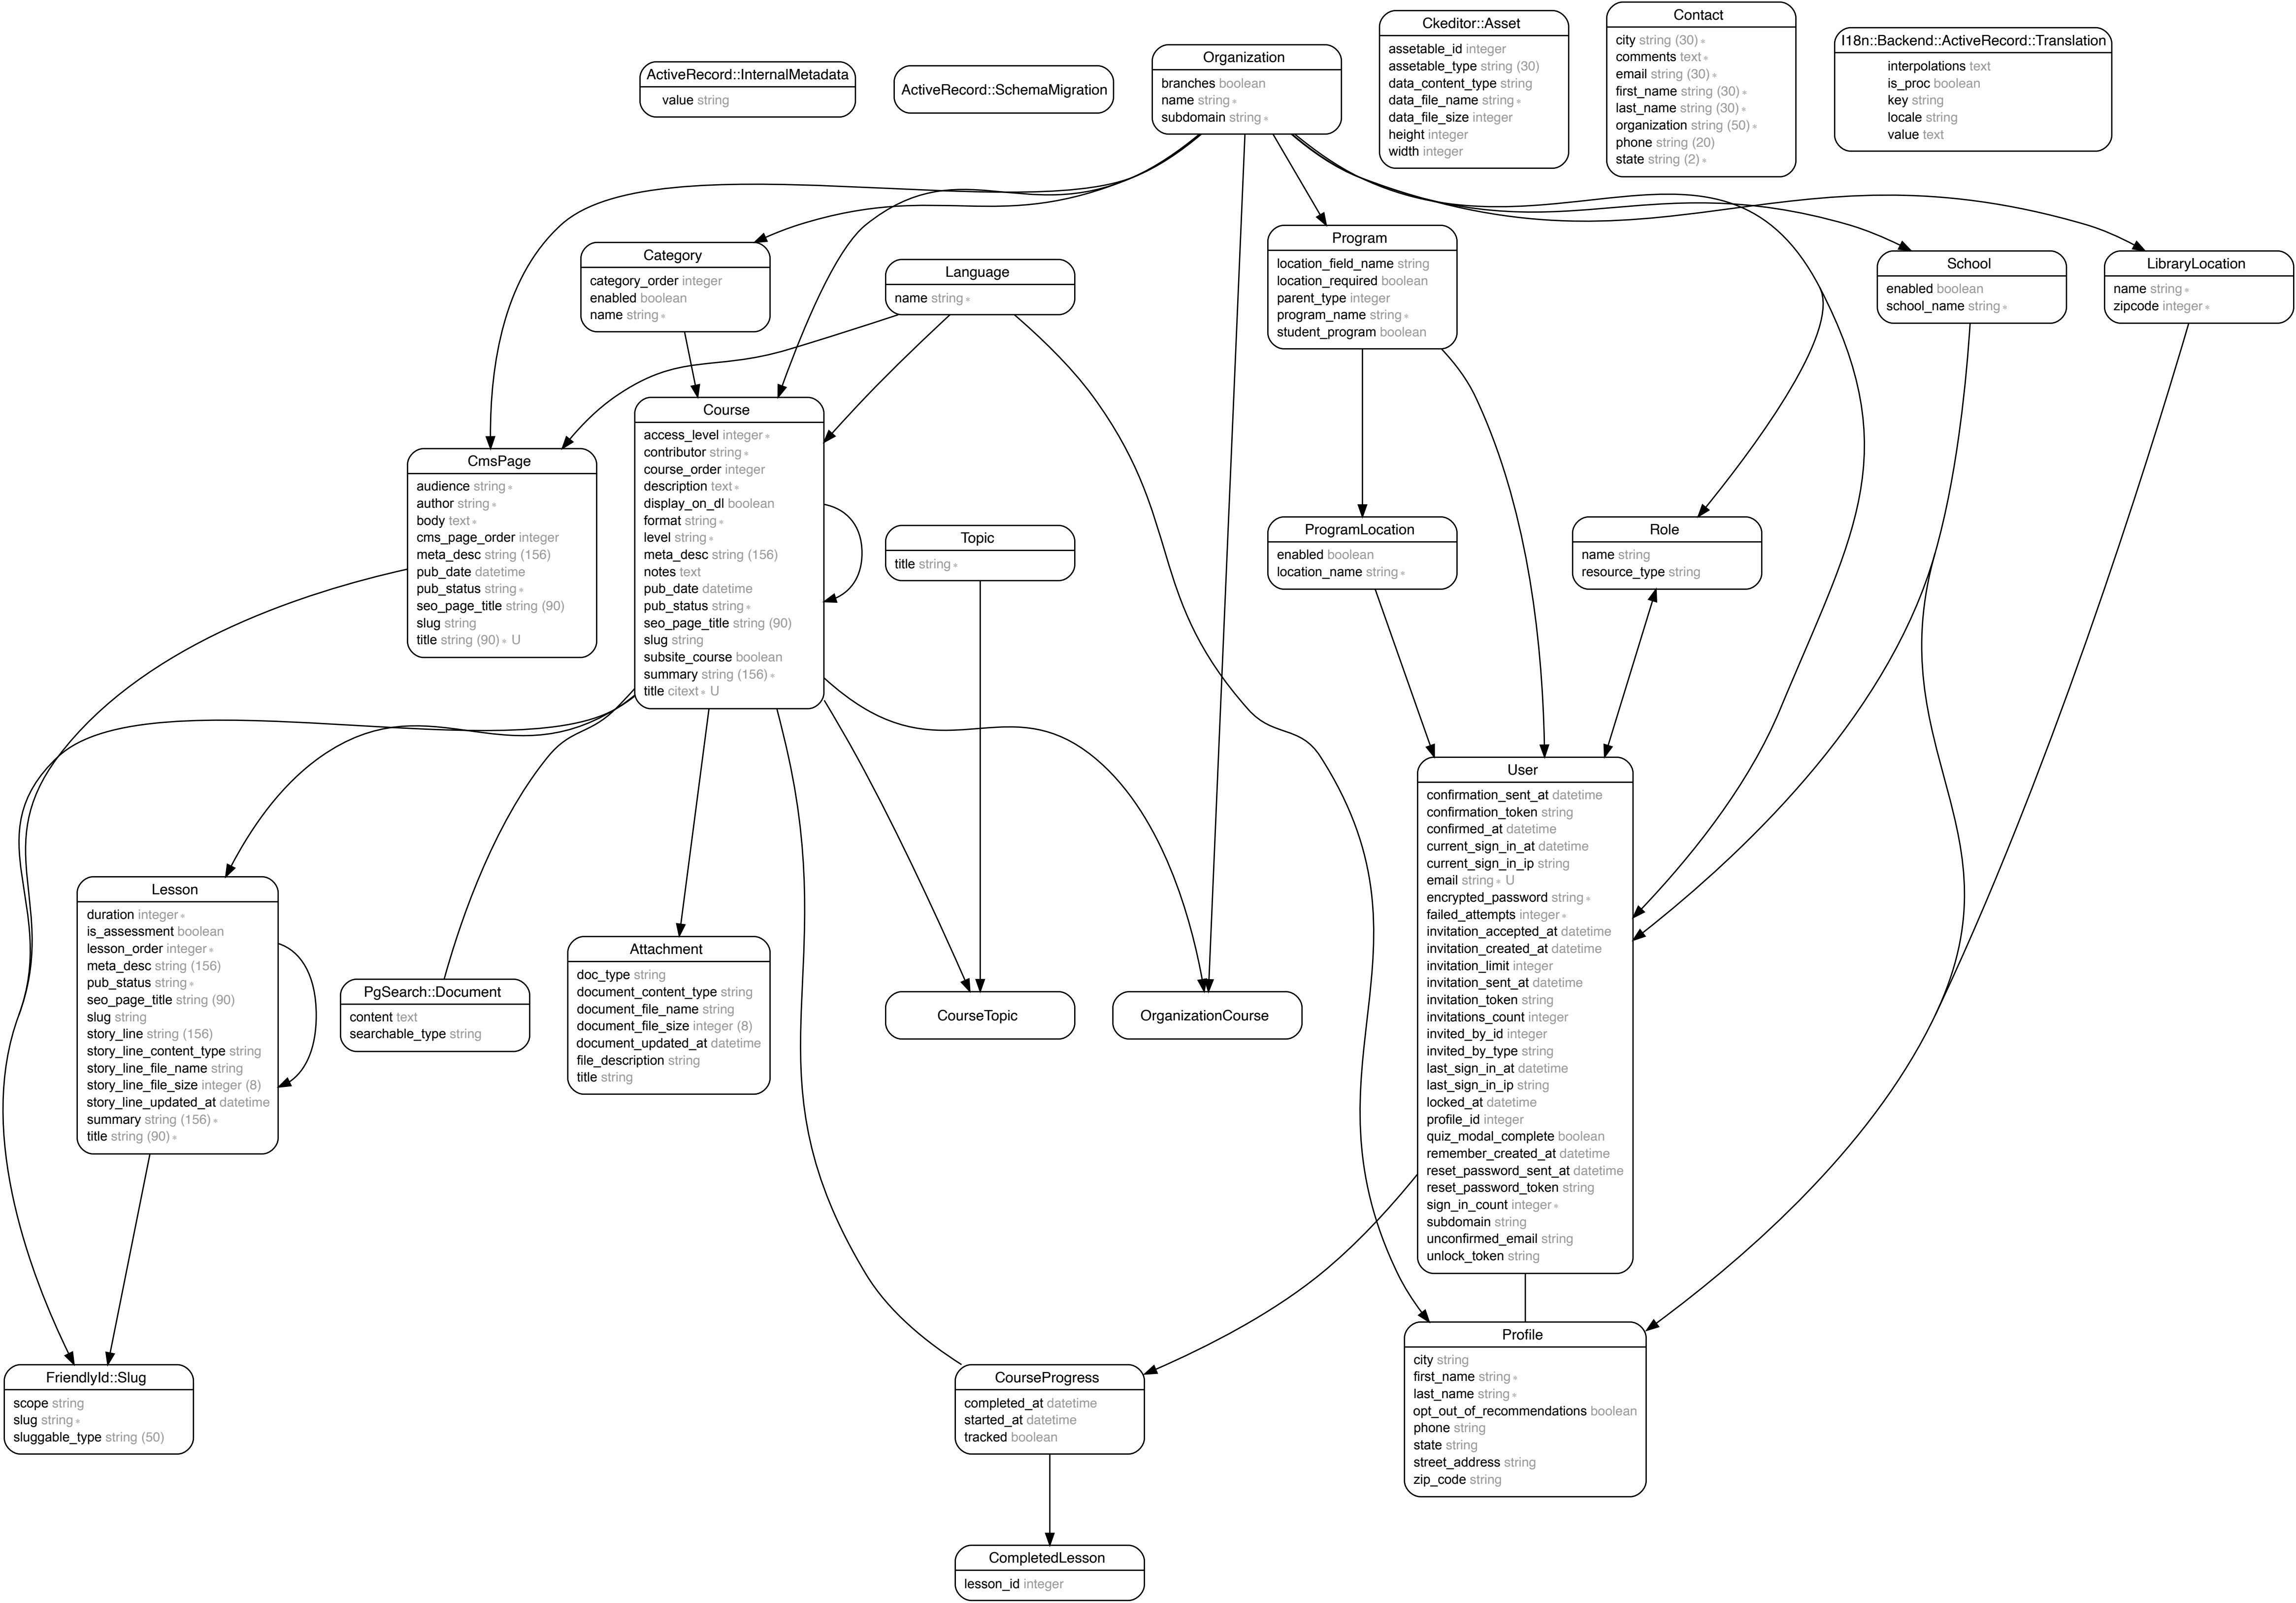 ActiveRecord::InternalMetadata
value string
ActiveRecord::SchemaMigration
Organization
branches boolean
name string *
subdomain string *
Ckeditor::Asset
assetable_id integer
assetable_type string (30)
data_content_type string
data_file_name string *
data_file_size integer
height integer
width integer
Contact
city string (30) *
comments text *
email string (30) *
first_name string (30) *
last_name string (30) *
organization string (50) *
phone string (20)
state string (2) *
I18n::Backend::ActiveRecord::Translation
interpolations text
is_proc boolean
key string
locale string
value text
Category
category_order integer
enabled boolean
name string *
Language
name string *
Program
location_field_name string
location_required boolean
parent_type integer
program_name string *
student_program boolean
School
enabled boolean
school_name string *
LibraryLocation
name string *
zipcode integer *
CmsPage
audience string *
author string *
body text *
cms_page_order integer
meta_desc string (156)
pub_date datetime
pub_status string *
seo_page_title string (90)
slug string
title string (90) * U
Course
access_level integer *
contributor string *
course_order integer
description text *
display_on_dl boolean
format string *
level string *
meta_desc string (156)
notes text
pub_date datetime
pub_status string *
seo_page_title string (90)
slug string
subsite_course boolean
summary string (156) *
title citext * U
Topic
title string *
ProgramLocation
enabled boolean
location_name string *
Role
name string
resource_type string
User
confirmation_sent_at datetime
confirmation_token string
confirmed_at datetime
current_sign_in_at datetime
current_sign_in_ip string
email string * U
encrypted_password string *
failed_attempts integer *
invitation_accepted_at datetime
invitation_created_at datetime
invitation_limit integer
invitation_sent_at datetime
invitation_token string
invitations_count integer
invited_by_id integer
invited_by_type string
last_sign_in_at datetime
last_sign_in_ip string
locked_at datetime
profile_id integer
quiz_modal_complete boolean
remember_created_at datetime
reset_password_sent_at datetime
reset_password_token string
sign_in_count integer *
subdomain string
unconfirmed_email string
unlock_token string
Lesson
duration integer *
is_assessment boolean
lesson_order integer *
meta_desc string (156)
pub_status string *
seo_page_title string (90)
slug string
story_line string (156)
story_line_content_type string
story_line_file_name string
story_line_file_size integer (8)
story_line_updated_at datetime
summary string (156) *
title string (90) *
PgSearch::Document
content text
searchable_type string
Attachment
doc_type string
document_content_type string
document_file_name string
document_file_size integer (8)
document_updated_at datetime
file_description string
title string
CourseTopic
OrganizationCourse
FriendlyId::Slug
scope string
slug string *
sluggable_type string (50)
CourseProgress
completed_at datetime
started_at datetime
tracked boolean
Profile
city string
first_name string *
last_name string *
opt_out_of_recommendations boolean
phone string
state string
street_address string
zip_code string
CompletedLesson
lesson_id integer